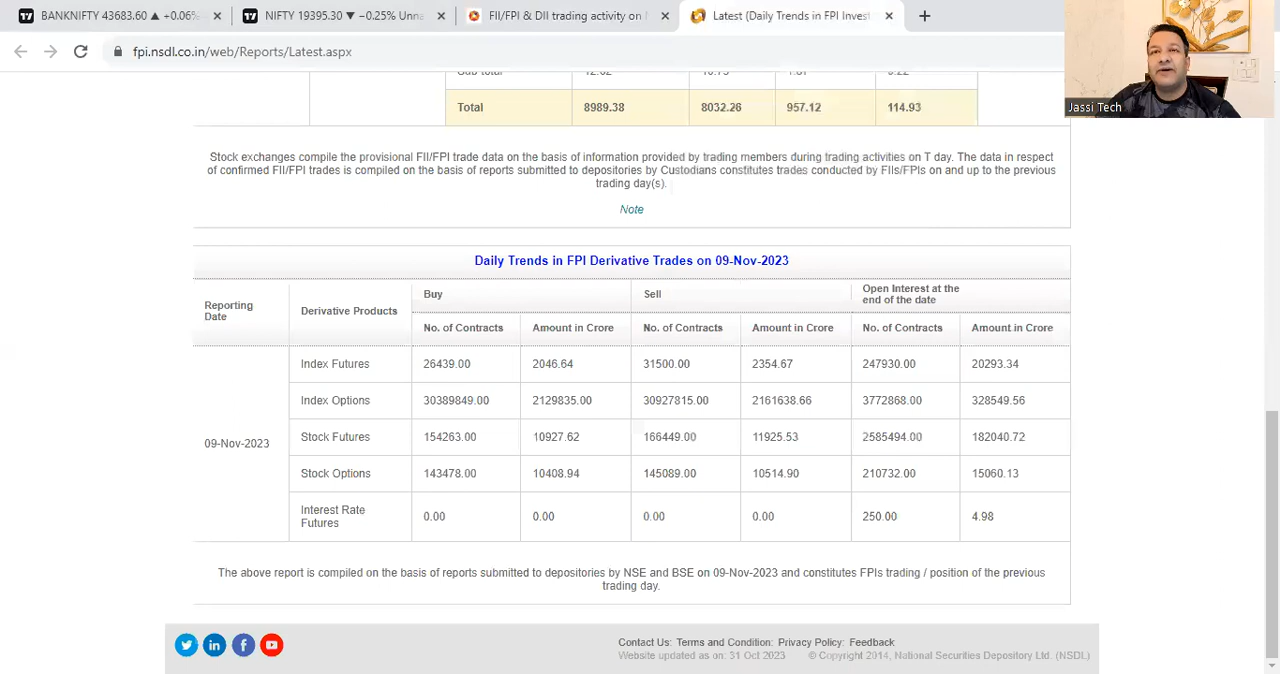 BANKNIFTY 43683.60 ▲ +0.06%
NIFTY 19395.30 ▼ −0.25% Unna
FII/FPI & DII trading activity on N
Latest (Daily Trends in FPI Invest
fpi.nsdl.co.in/web/Reports/Latest.aspx
Jassi Tech
Total 8989.38 8032.26 957.12 114.93
Stock exchanges compile the provisional FII/FPI trade data on the basis of information provided by trading members during trading activities on T day. The data in respect
of confirmed FII/FPI trades is compiled on the basis of reports submitted to depositories by Custodians constitutes trades conducted by FIIs/FPIs on and up to the previous
trading day(s).
Note
Daily Trends in FPI Derivative Trades on 09-Nov-2023
Reporting Date Derivative Products Buy Sell Open Interest at the
end of the date
No. of Contracts Amount in Crore No. of Contracts Amount in Crore No. of Contracts Amount in Crore
09-Nov-2023
Index Futures 26439.00 2046.64 31500.00 2354.67 247930.00 20293.34
Index Options 30389849.00 2129835.00 30927815.00 2161638.66 3772868.00 328549.56
Stock Futures 154263.00 10927.62 166449.00 11925.53 2585494.00 182040.72
Stock Options 143478.00 10408.94 145089.00 10514.90 210732.00 15060.13
Interest Rate
Futures 0.00 0.00 0.00 0.00 250.00 4.98
The above report is compiled on the basis of reports submitted to depositories by NSE and BSE on 09-Nov-2023 and constitutes FPIs trading / position of the previous
trading day.
Contact Us: Terms and Condition: Privacy Policy: Feedback
Website updated as on: 31 Oct 2023 © Copyright 2014, National Securities Depository Ltd. (NSDL)